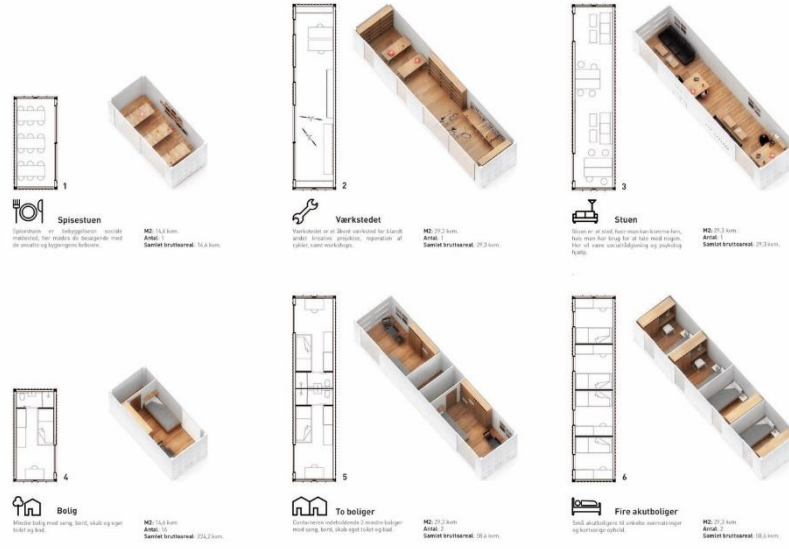 1
Spisestuen
Spisestuen er bebyggelsens sociale
mødested, her mødes de besøgende med
de ansatte og bygningens beboere.
M2: 14,6 kvm.
Antal: 1
Samlet bruttoareal: 14,6 kvm.
2
Værkstedet
Værkstedet er et åbent værksted for blandt
andet kreative projekter, reparation af
cykler, samt workshops.
M2: 29,3 kvm.
Antal: 1
Samlet bruttoareal: 29,3 kvm.
3
Stuen
Stuen er et sted, hvor man kan komme hen,
hvis man har brug for at tale med nogen.
Her vil være socialrådgivning og psykolog
hjælp.
M2: 29,3 kvm.
Antal: 1
Samlet bruttoareal: 29,3 kvm.
4
Bolig
Mindre bolig med seng, bord, skab og eget
toilet og bad.
M2: 14,6 kvm.
Antal: 16
Samlet bruttoareal: 234,2 kvm.
5
To boliger
Containeren indeholdende 2 mindre boliger
med seng, bord, skab eget toilet og bad.
M2: 29,3 kvm.
Antal: 2
Samlet bruttoareal: 58,6 kvm.
6
Fire akutboliger
Små akutboliger til enkelte overnatninger
og kortvarige ophold.
M2: 29,3 kvm.
Antal: 2
Samlet bruttoareal: 58,6 kvm.